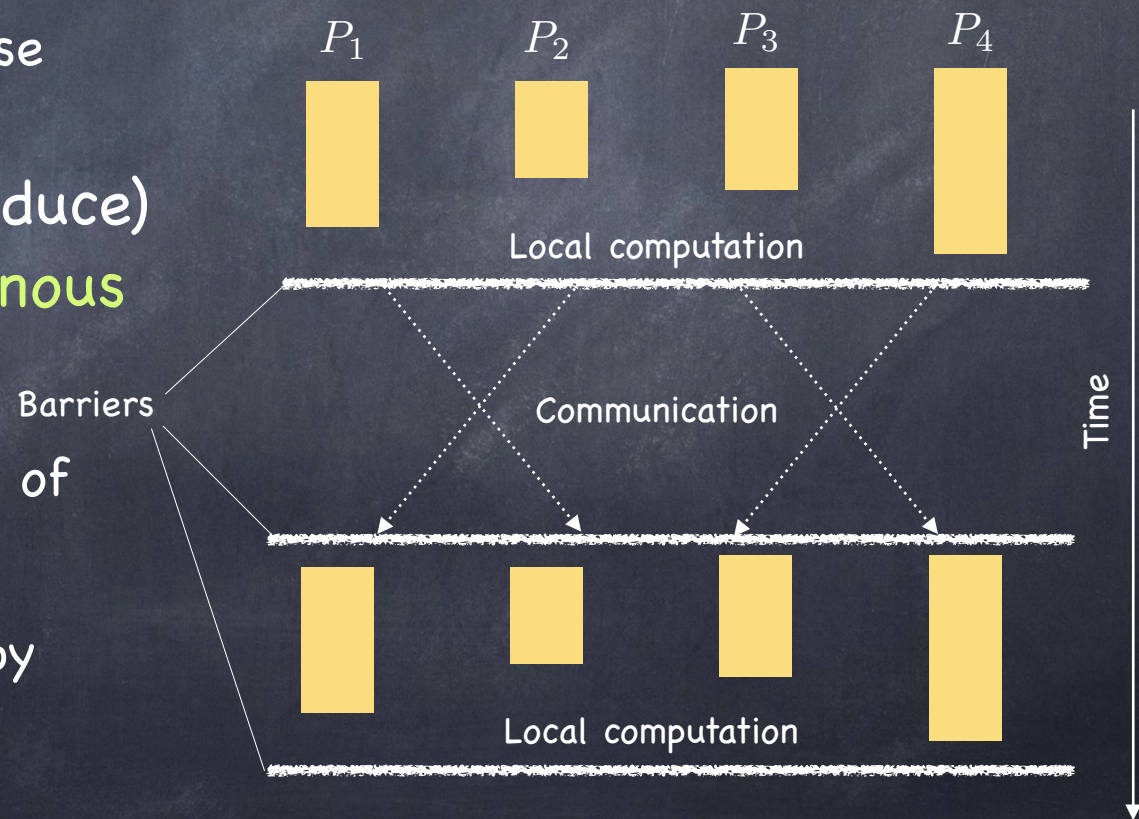 P1 P2 P3 P4
se
duce)
Local computation
nous
Barriers
Communication
Time
of
by
Local computation